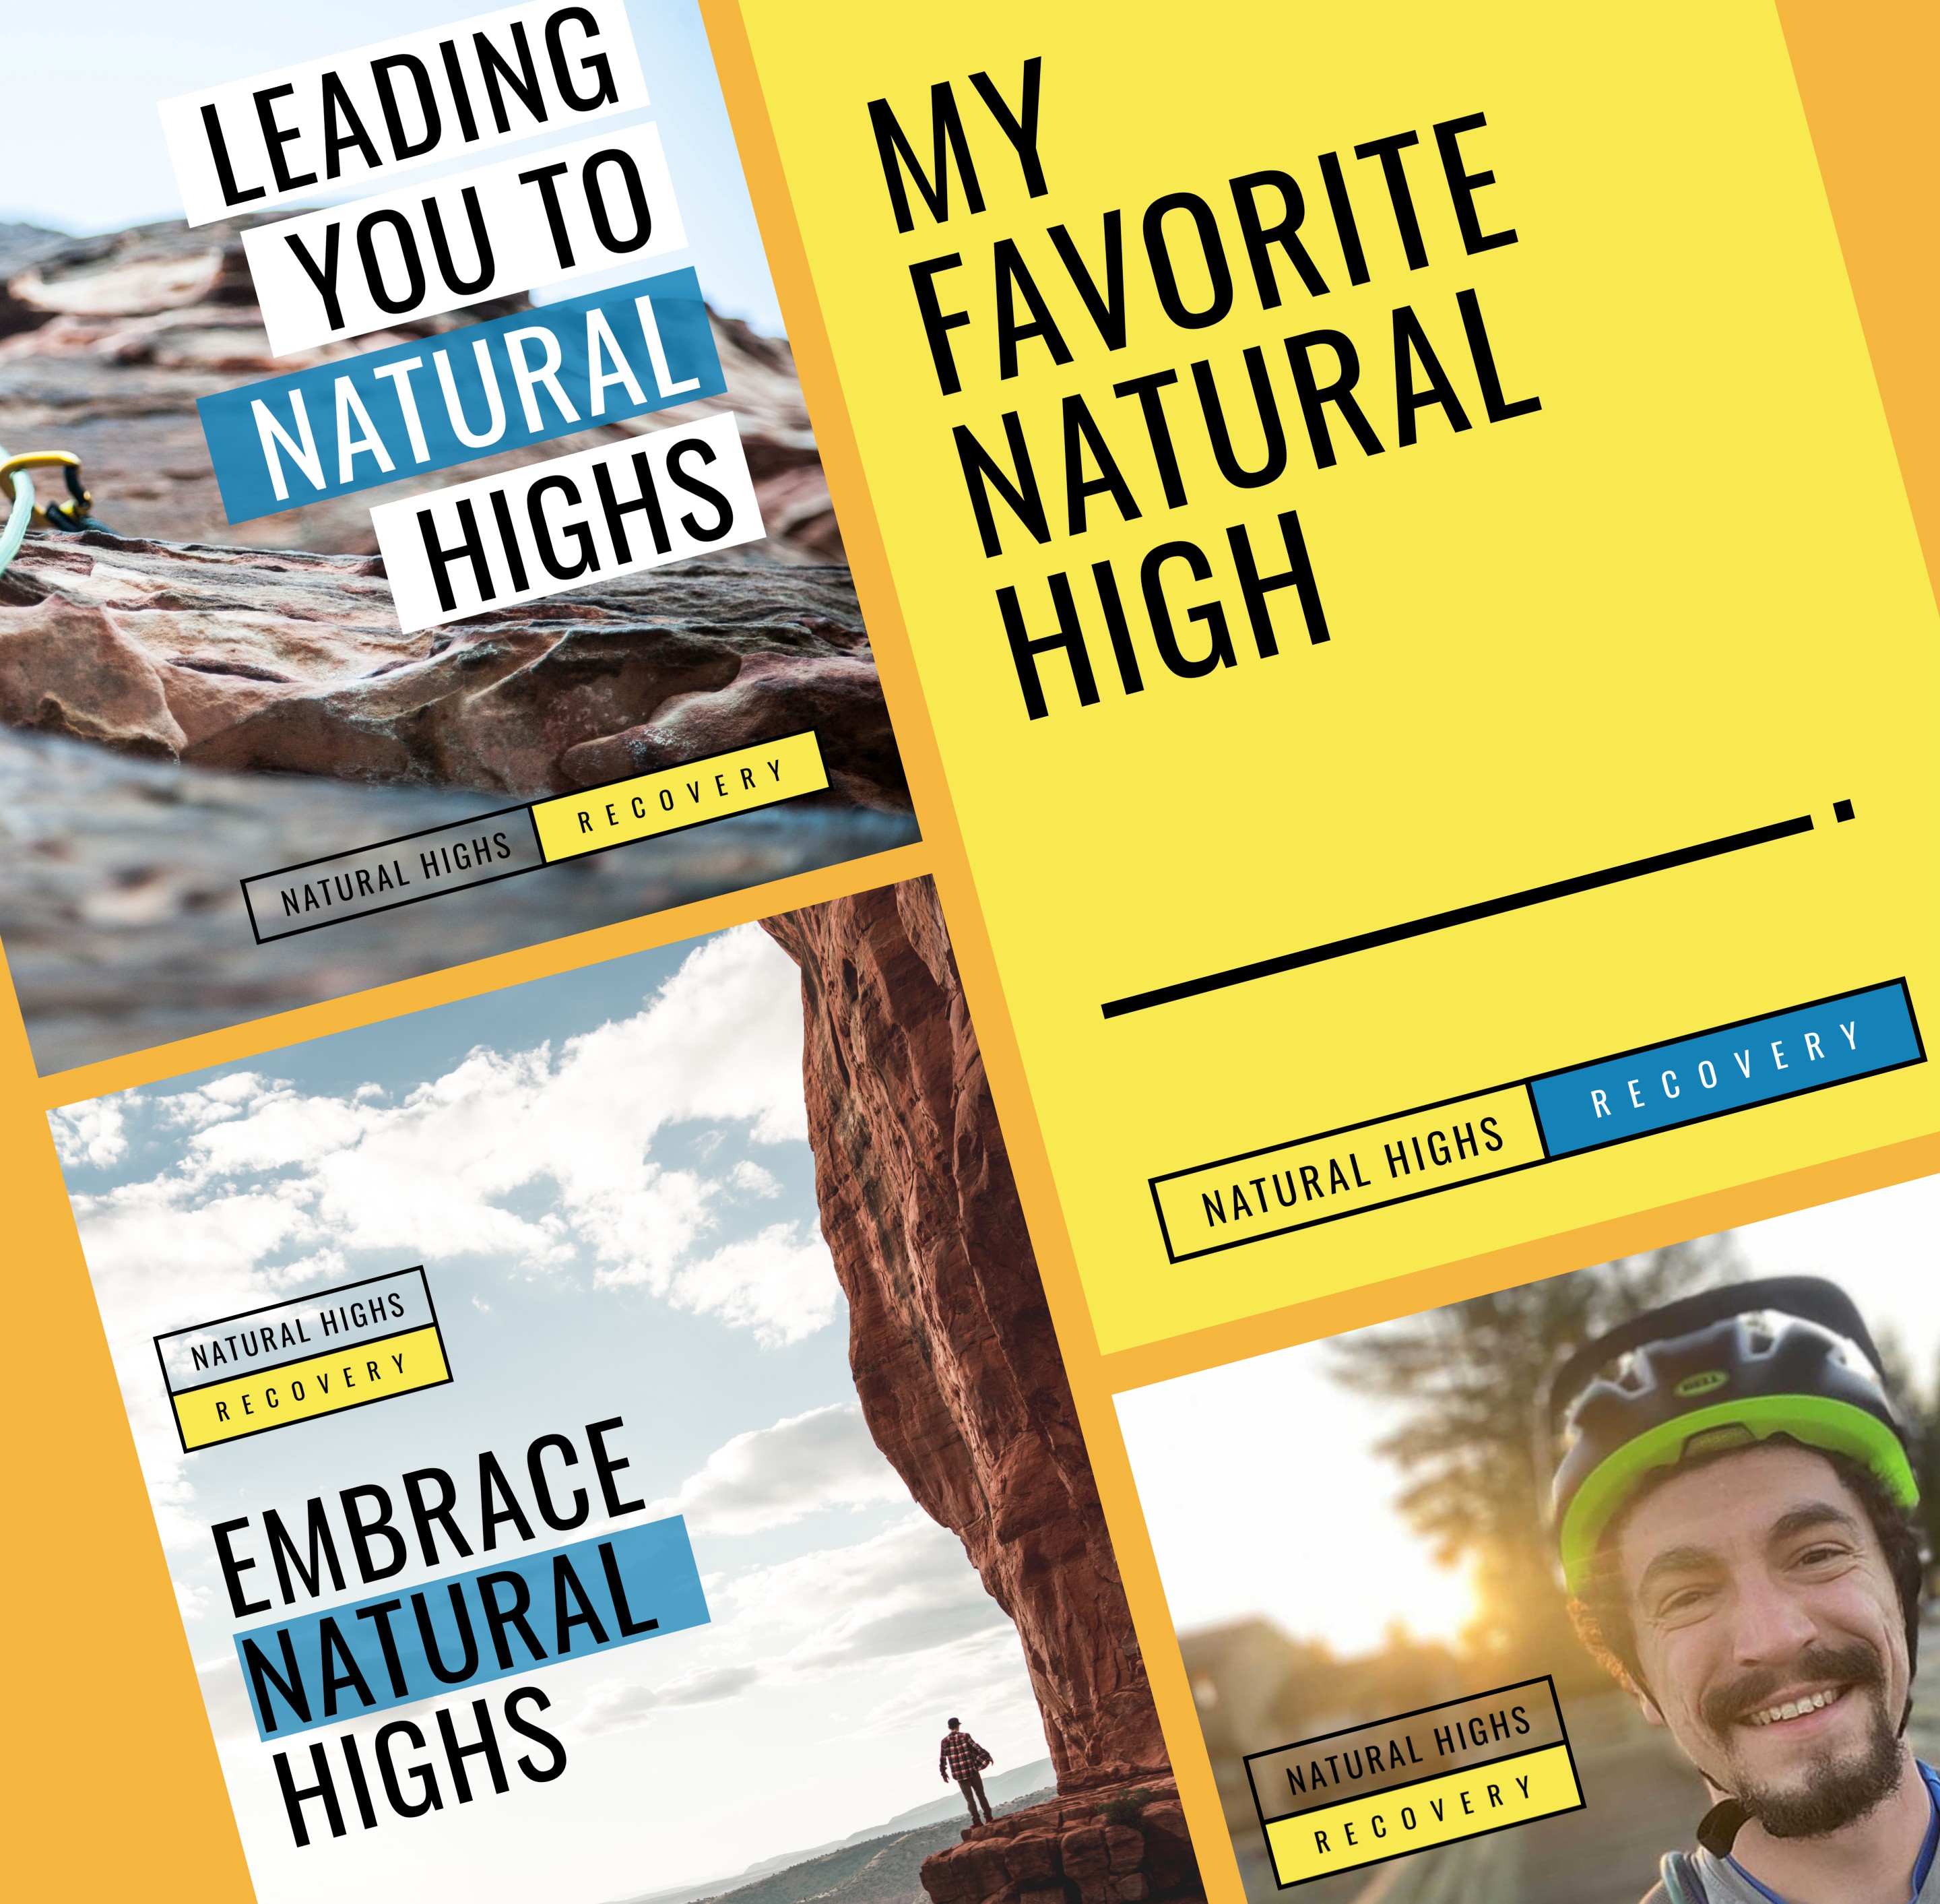 LEADING
YOU TO
NATURAL
HIGHS
NATURAL HIGHS RECOVERY
MY
FAVORITE
NATURAL
HIGH
.
NATURAL HIGHS RECOVERY
NATURAL HIGHS
RECOVERY
EMBRACE
NATURAL
HIGHS
BELL
NATURAL HIGHS
RECOVERY